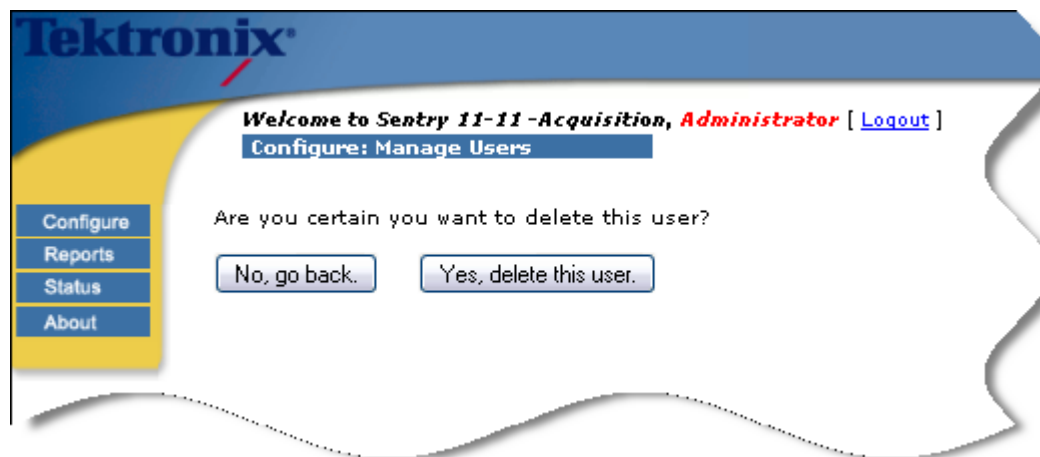 Tektronix
Welcome to Sentry 11-11 -Acquisition, Administrator [ Logout ]
Configure: Manage Users
Configure
Reports
Status
About
Are you certain you want to delete this user?
No, go back.
Yes, delete this user.